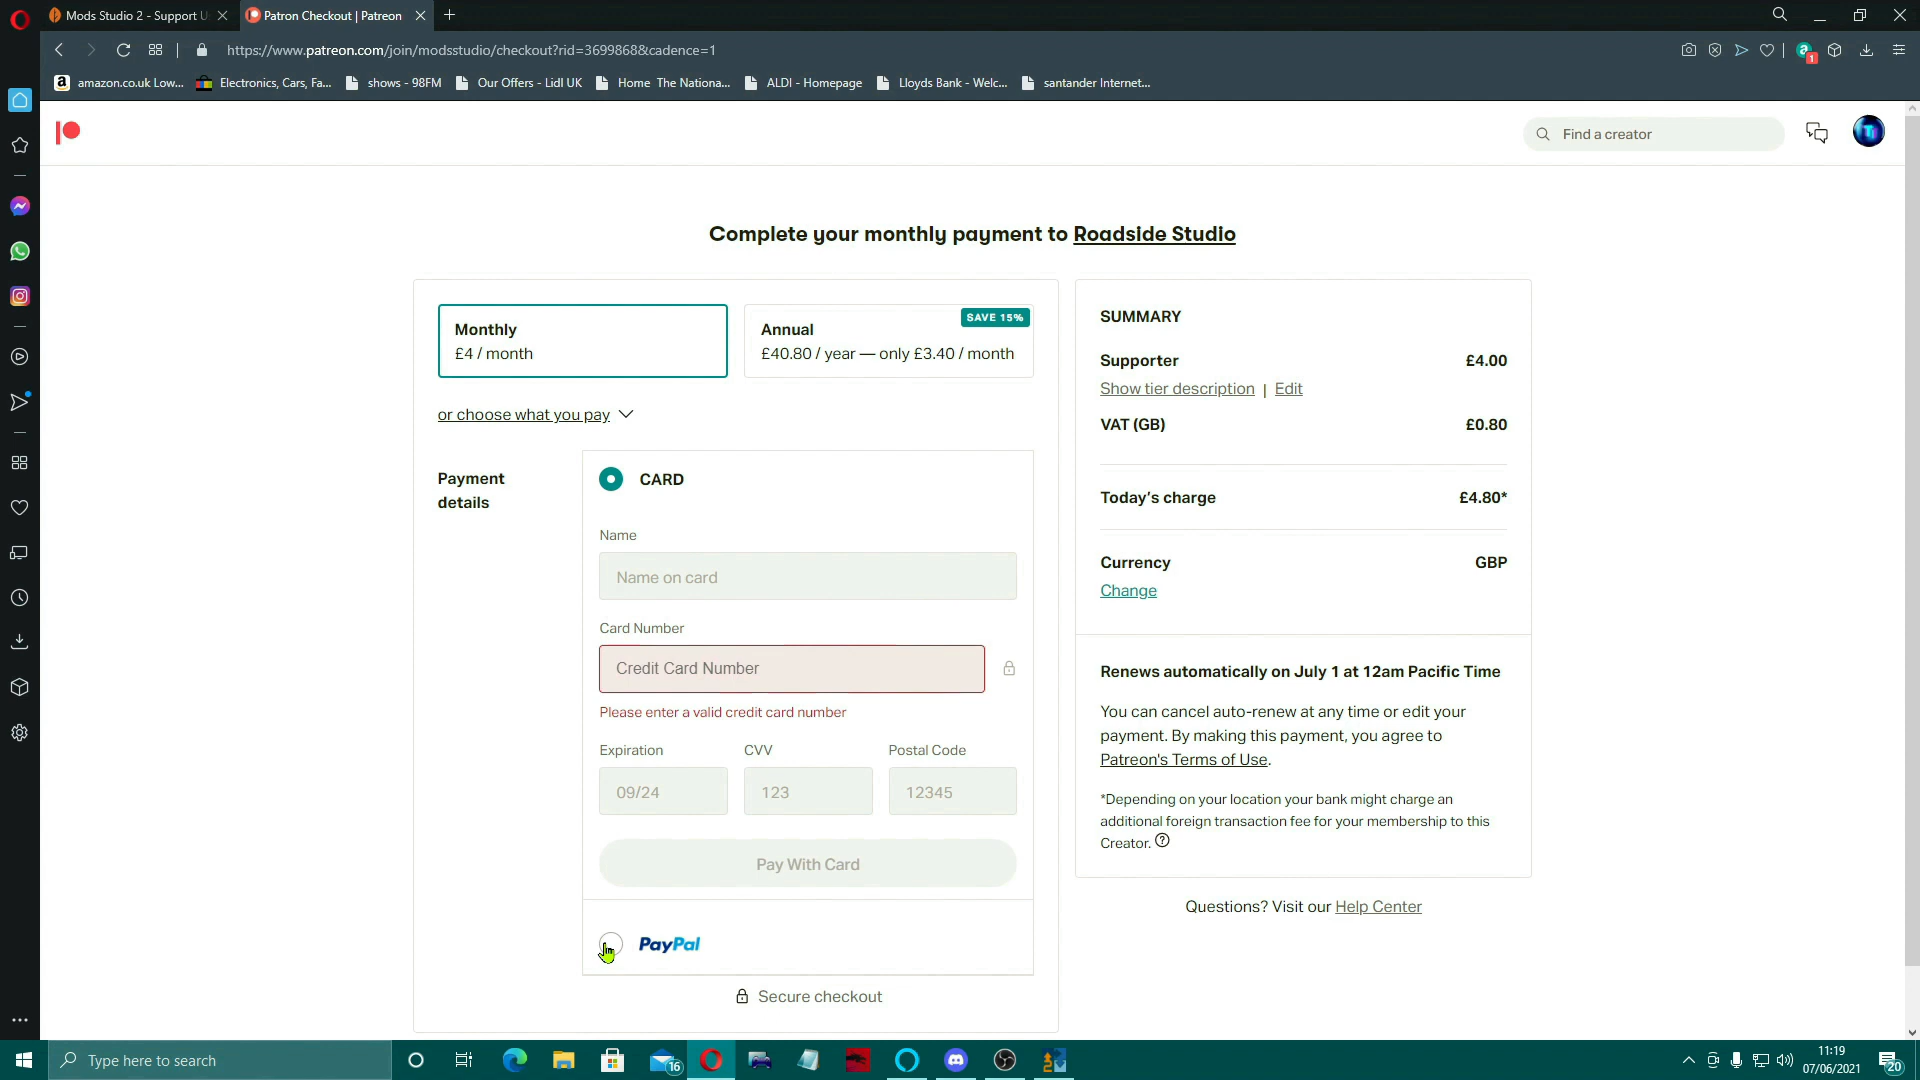 Mods Studio 2 - Support U
Patron Checkout | Patreon
https://www.patreon.com/join/modsstudio/checkout?rid=3699868&cadence=1
1
amazon.co.uk Low...
Electronics, Cars, Fa...
shows - 98FM
Our Offers - Lidl UK
Home The Nationa...
ALDI - Homepage
Lloyds Bank - Welc...
santander Internet...
Find a creator
Complete your monthly payment to Roadside Studio
Monthly
£4 / month
SAVE 15%
Annual
£40.80 / year — only £3.40 / month
or choose what you pay
Payment
details
CARD
Name
Name on card
Card Number
Credit Card Number
Please enter a valid credit card number
Expiration
CVV
Postal Code
09/24
123
12345
Pay With Card
PayPal
Secure checkout
SUMMARY
Supporter
£4.00
Show tier description | Edit
VAT (GB)
£0.80
Today's charge
£4.80*
Currency
GBP
Change
Renews automatically on July 1 at 12am Pacific Time
You can cancel auto-renew at any time or edit your
payment. By making this payment, you agree to
Patreon's Terms of Use.
*Depending on your location your bank might charge an
additional foreign transaction fee for your membership to this
Creator.
Questions? Visit our Help Center
Type here to search
16
11:19
07/06/2021
20